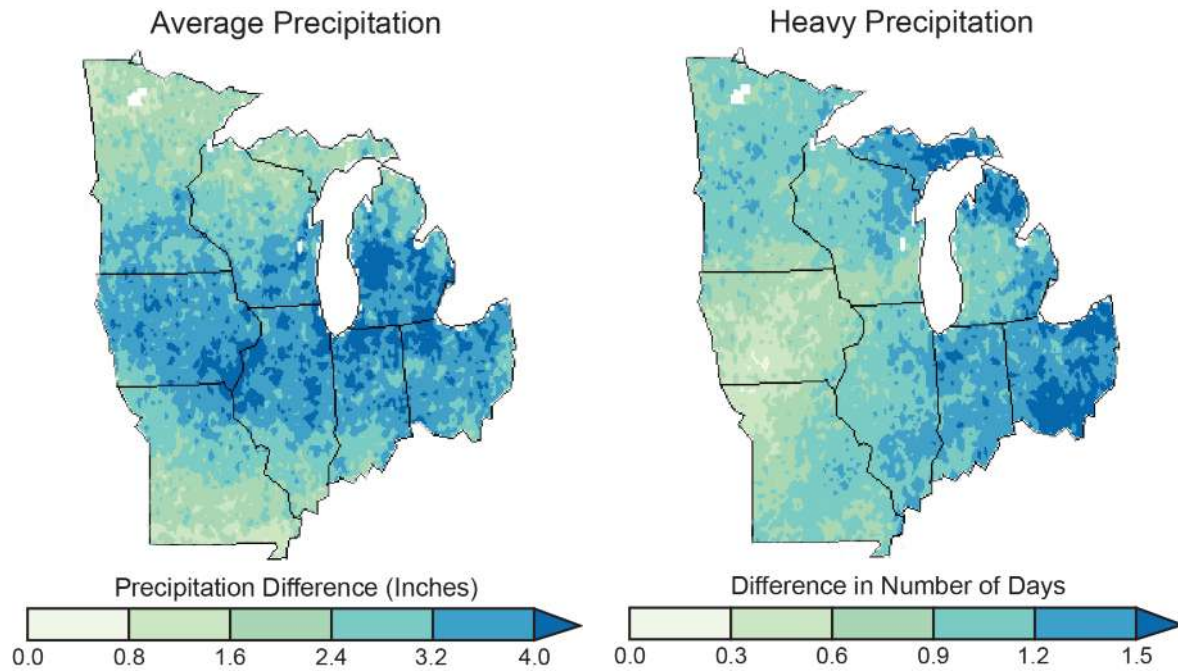 Average Precipitation
Heavy Precipitation
Precipitation Difference (Inches)
0.0 0.8 1.6 2.4 3.2 4.0
Difference in Number of Days
0.0 0.3 0.6 0.9 1.2 1.5